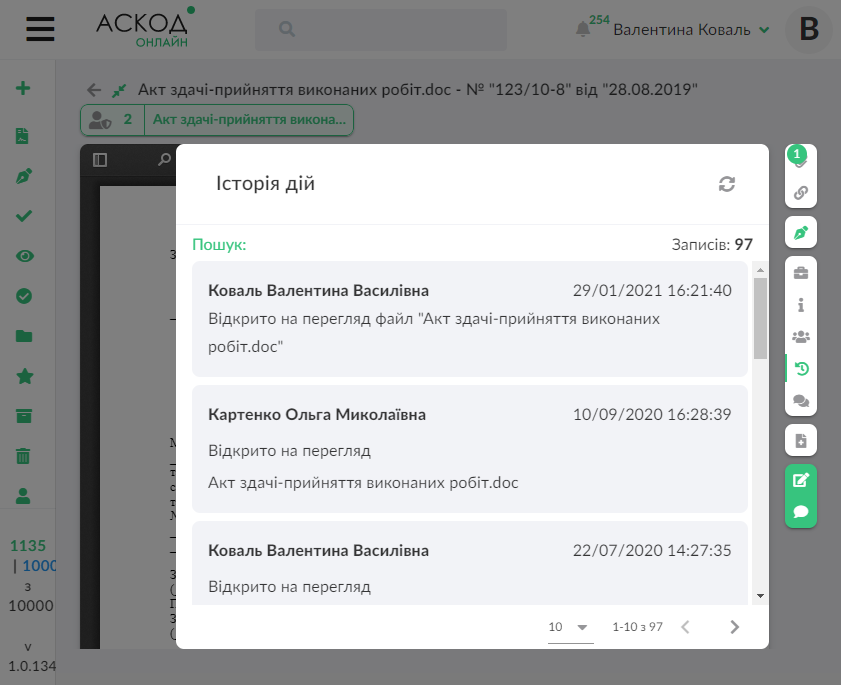 АСКОД
ОНЛАЙН
254
Валентина Коваль
В
Акт здачі-прийняття виконаних робіт.doc - № "123/10-8" від "28.08.2019"
2
Акт здачі-прийняття викона...
Історія дій
1
Пошук:
Записів: 97
Коваль Валентина Василівна
29/01/2021 16:21:40
Відкрито на перегляд файл "Акт здачі-прийняття виконаних
робіт.doc"
Картенко Ольга Миколаївна
10/09/2020 16:28:39
Відкрито на перегляд
Акт здачі-прийняття виконаних робіт.doc
Коваль Валентина Василівна
22/07/2020 14:27:35
Відкрито на перегляд
10
1-10 з 97
1135
| 1000
з
10000
v
1.0.134